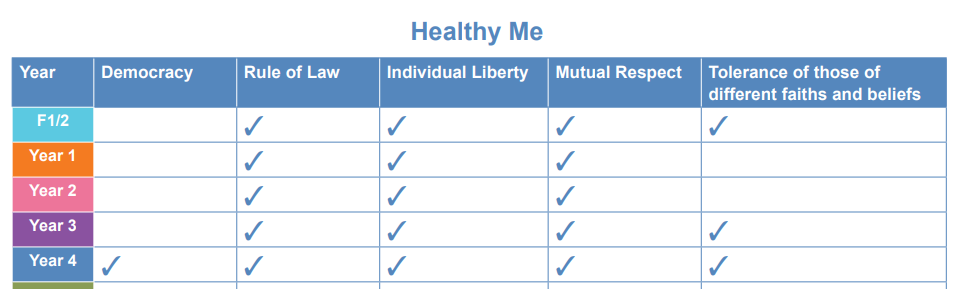 Healthy Me
Year Democracy Rule of Law Individual Liberty Mutual Respect Tolerance of those of
different faiths and beliefs
F1/2 ✓ ✓ ✓ ✓
Year 1 ✓ ✓ ✓
Year 2 ✓ ✓ ✓
Year 3 ✓ ✓ ✓ ✓
Year 4 ✓ ✓ ✓ ✓ ✓